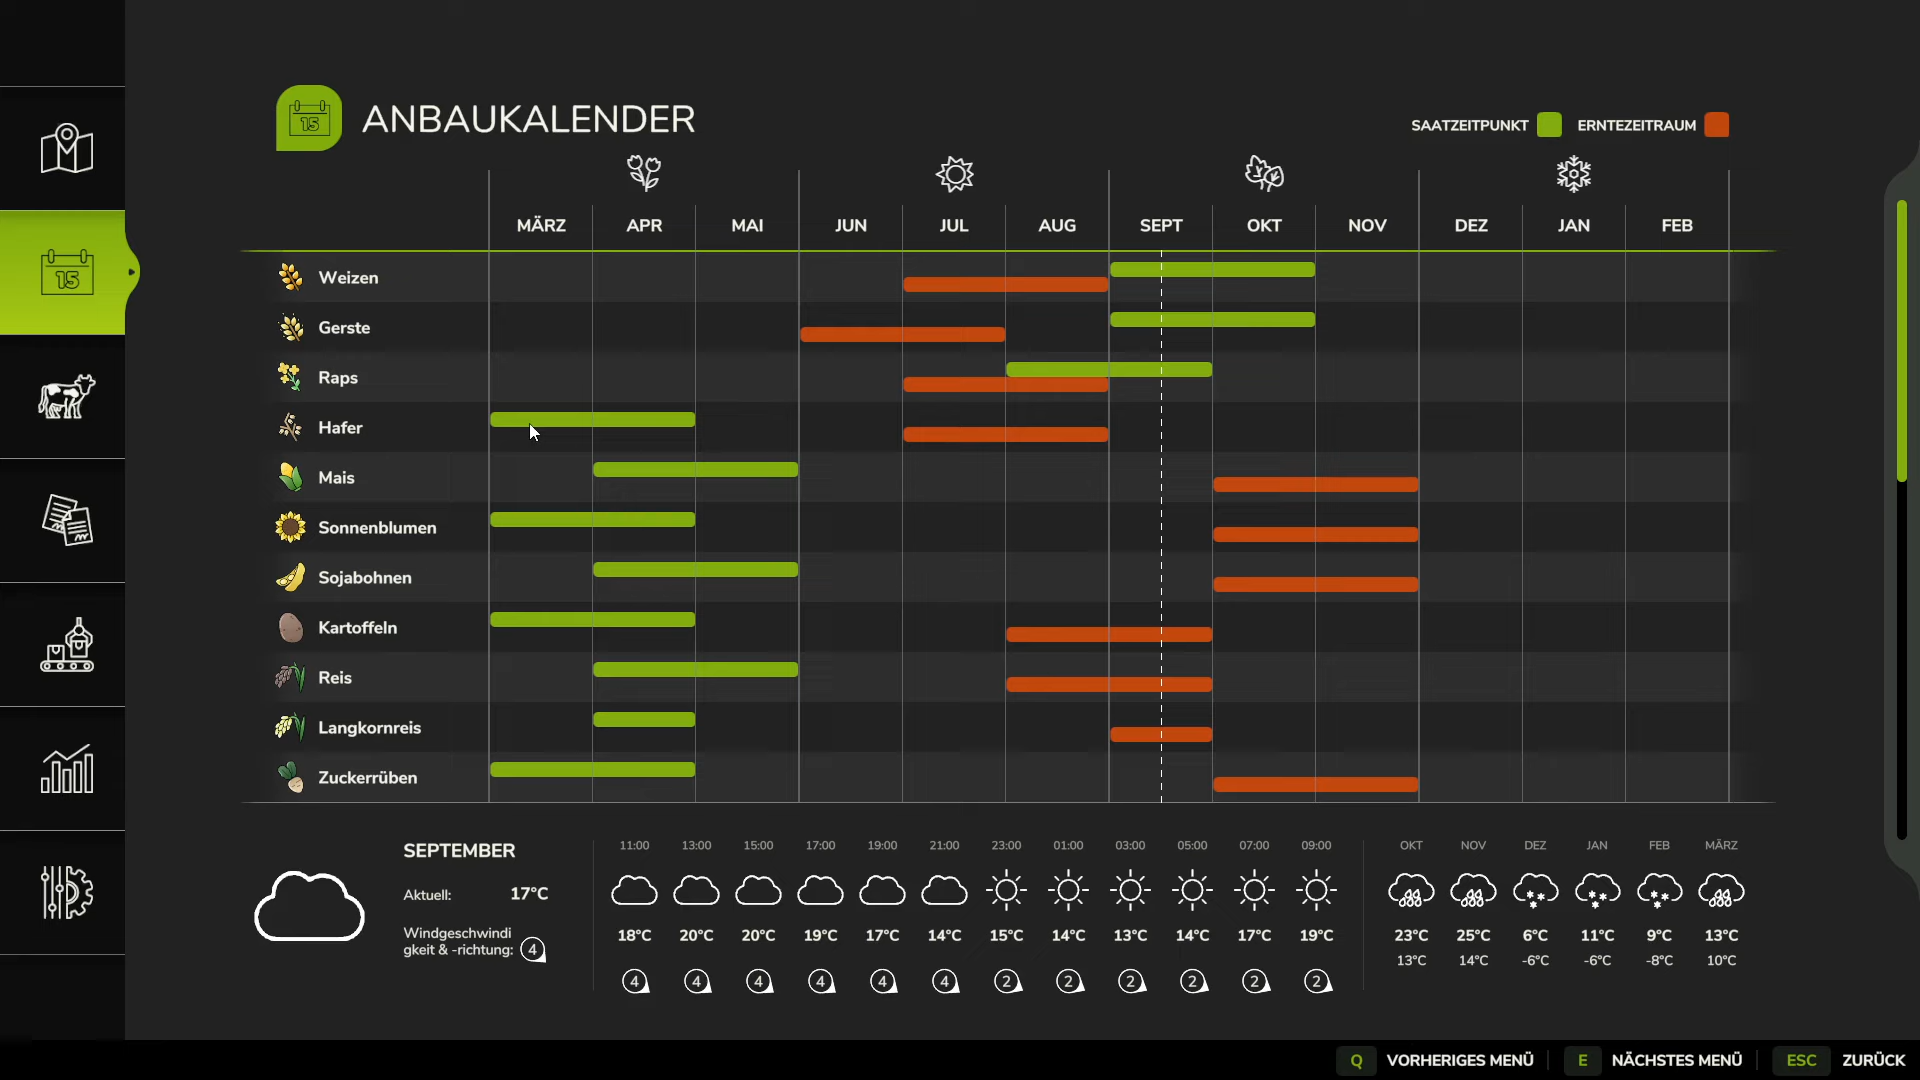 15
ANBAUKALENDER
SAATZEITPUNKT ERNTEZEITRAUM
MÄRZ APR MAI JUN JUL AUG SEPT OKT NOV DEZ JAN FEB
15
Weizen
Gerste
Raps
Hafer
Mais
Sonnenblumen
Sojabohnen
Kartoffeln
Reis
Langkornreis
Zuckerrüben
SEPTEMBER
Aktuell: 17°C
Windgeschwindi
gkeit & -richtung: 4
11:00 13:00 15:00 17:00 19:00 21:00 23:00 01:00 03:00 05:00 07:00 09:00
18°C 20°C 20°C 19°C 17°C 14°C 15°C 14°C 13°C 14°C 17°C 19°C
4 4 4 4 4 4 2 2 2 2 2 2
OKT NOV DEZ JAN FEB MÄRZ
23°C 25°C 6°C 11°C 9°C 13°C
13°C 14°C -6°C -6°C -8°C 10°C
Q VORHERIGES MENÜ E NÄCHSTES MENÜ ESC ZURÜCK